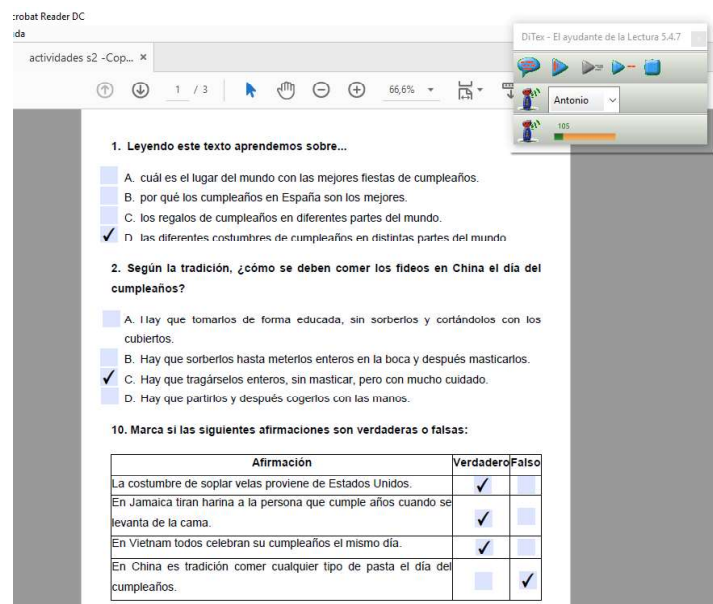 crobat Reader DC
da
actividades s2 -Cop... ×
DiTex - El ayudante de la Lectura 5.4.7
1 / 3
66,6%
Antonio
105
1. Leyendo este texto aprendemos sobre...
A. cuál es el lugar del mundo con las mejores fiestas de cumpleaños.
B. por qué los cumpleaños en España son los mejores.
C. los regalos de cumpleaños en diferentes partes del mundo.
D. las diferentes costumbres de cumpleaños en distintas partes del mundo
2. Según la tradición, ¿cómo se deben comer los fideos en China el día del
cumpleaños?
A. Hay que tomarlos de forma educada, sin sorberlos y cortándolos con los
cubiertos.
B. Hay que sorberlos hasta meterlos enteros en la boca y después masticarlos.
C. Hay que tragárselos enteros, sin masticar, pero con mucho cuidado.
D. Hay que partirlos y después cogerlos con las manos.
10. Marca si las siguientes afirmaciones son verdaderas o falsas:
Afirmación Verdadero Falso
La costumbre de soplar velas proviene de Estados Unidos.
En Jamaica tiran harina a la persona que cumple años cuando se
levanta de la cama.
En Vietnam todos celebran su cumpleaños el mismo día.
En China es tradición comer cualquier tipo de pasta el día del
cumpleaños.